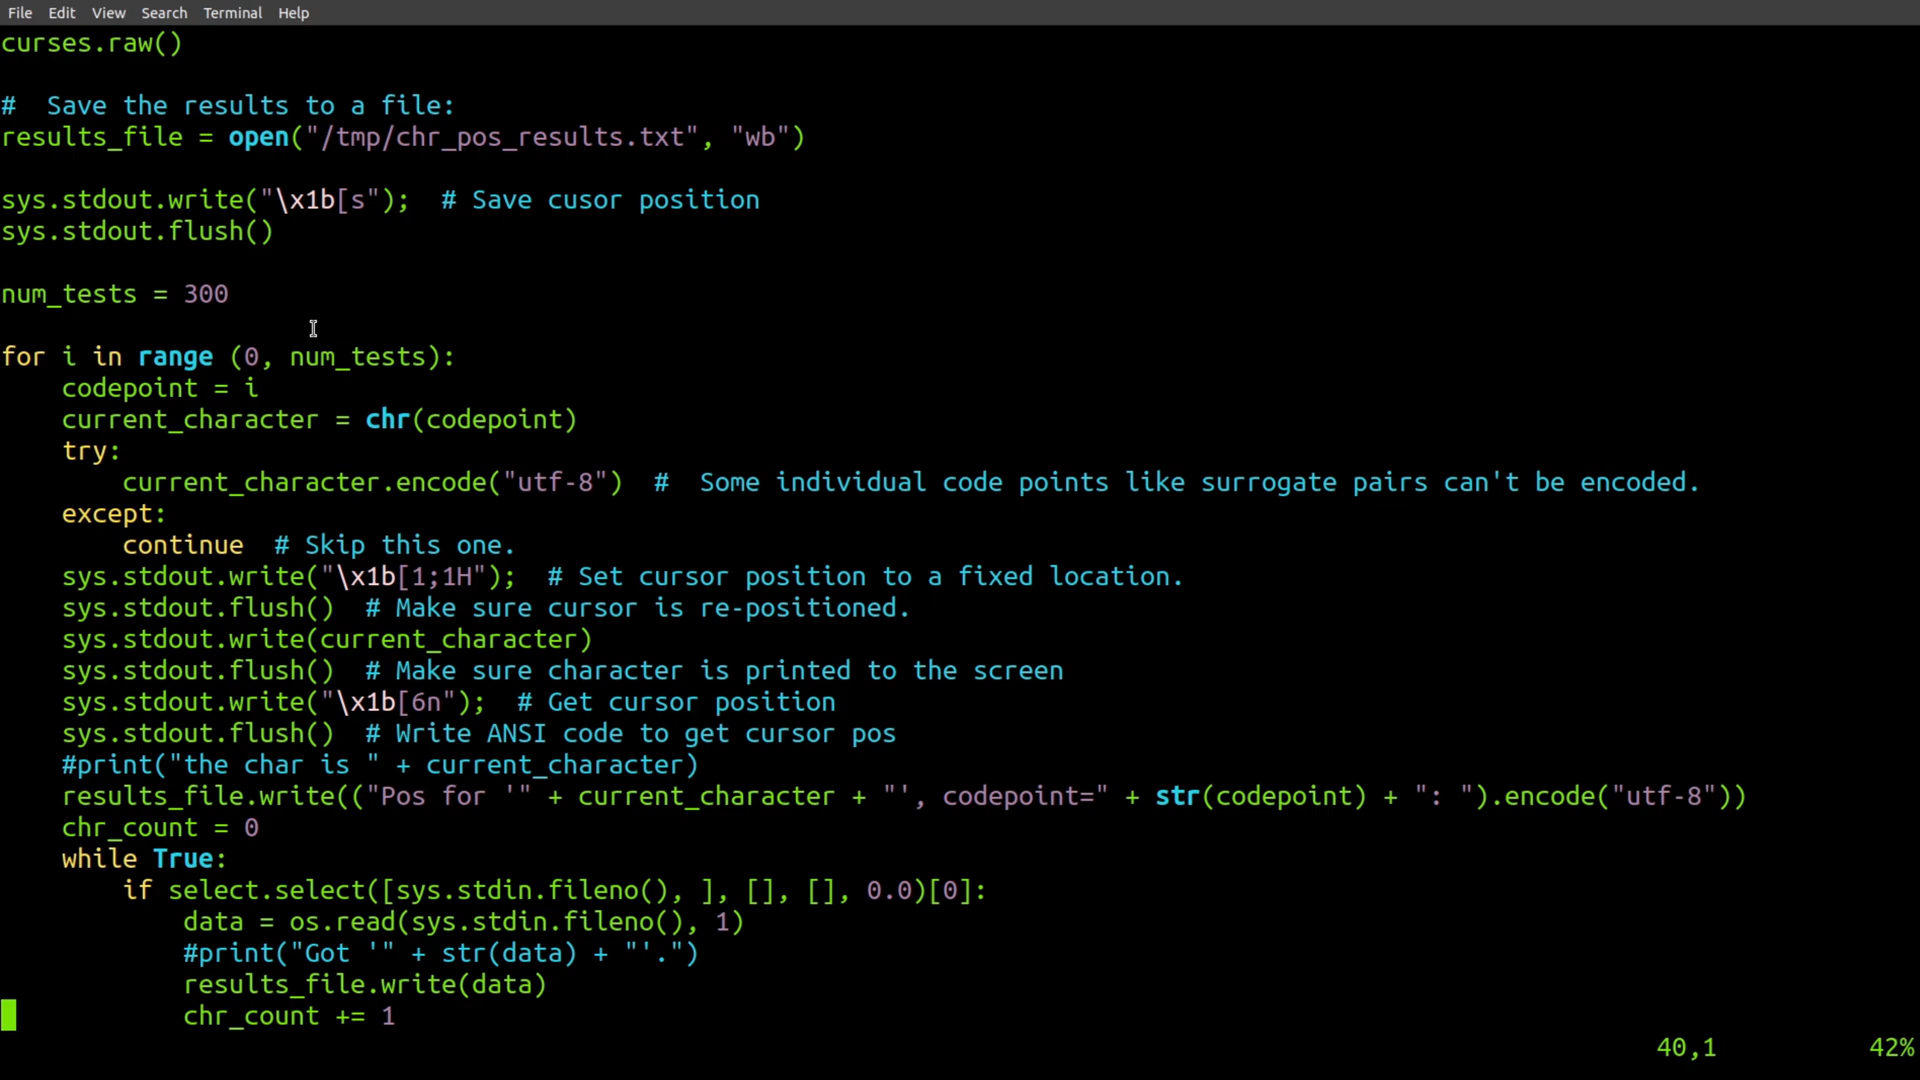 File Edit View Search Terminal Help
curses.raw()
#  Save the results to a file:
results_file = open("/tmp/chr_pos_results.txt", "wb")
sys.stdout.write("\x1b[s");  # Save cusor position
sys.stdout.flush()
num_tests = 300
for i in range (0, num_tests):
    codepoint = i
    current_character = chr(codepoint)
    try:
        current_character.encode("utf-8")  #  Some individual code points like surrogate pairs can't be encoded.
    except:
        continue  # Skip this one.
    sys.stdout.write("\x1b[1;1H");  # Set cursor position to a fixed location.
    sys.stdout.flush()  # Make sure cursor is re-positioned.
    sys.stdout.write(current_character)
    sys.stdout.flush()  # Make sure character is printed to the screen
    sys.stdout.write("\x1b[6n");  # Get cursor position
    sys.stdout.flush()  # Write ANSI code to get cursor pos
    #print("the char is " + current_character)
    results_file.write(("Pos for '" + current_character + "', codepoint=" + str(codepoint) + ": ").encode("utf-8"))
    chr_count = 0
    while True:
        if select.select([sys.stdin.fileno(), ], [], [], 0.0)[0]:
            data = os.read(sys.stdin.fileno(), 1)
            #print("Got '" + str(data) + "'.")
            results_file.write(data)
            chr_count += 1
40,1 42%